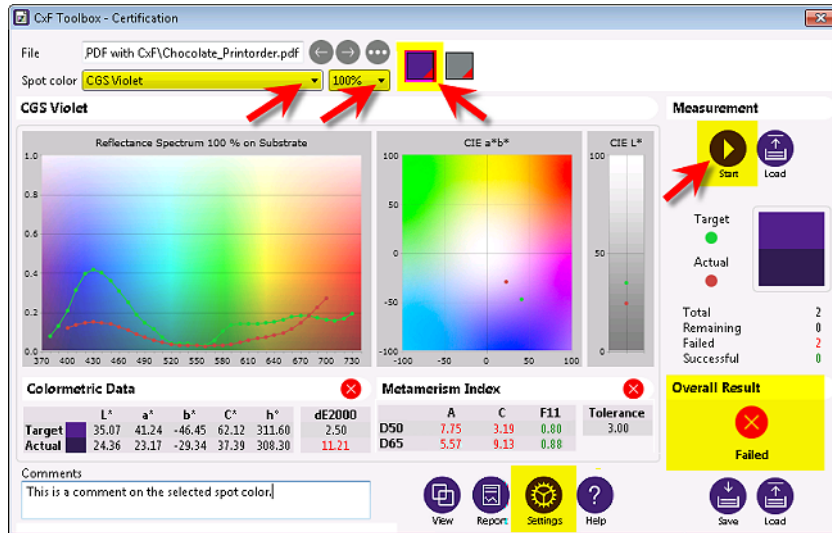 CxF Toolbox - Certification
File ,PDF with CxF\Chocolate_Printorder.pdf
Spot color CGS Violet 100%
CGS Violet
Measurement
Reflectance Spectrum 100 % on Substrate
CIE a*b*
CIE L*
1.0
0.8
0.6
0.4
0.2
0.0
370 400 430 460 490 520 550 580 610 640 670 700 730
100
50
0
-50
-100
-100 -50 0 50 100
100
50
0
Start Load
Target
Actual
Total 2
Remaining 0
Failed 2
Successful 0
Colormetric Data
L* a* b* C* h° dE2000
Target 35.07 41.24 -46.45 62.12 311.60 2.50
Actual 24.36 23.17 -29.34 37.39 308.30 11.21
Metamerism Index
A C F11 Tolerance
D50 7.75 3.19 0.80 3.00
D65 5.57 9.13 0.88
Overall Result
Failed
Comments
This is a comment on the selected spot color.
View Report Settings Help Save Load